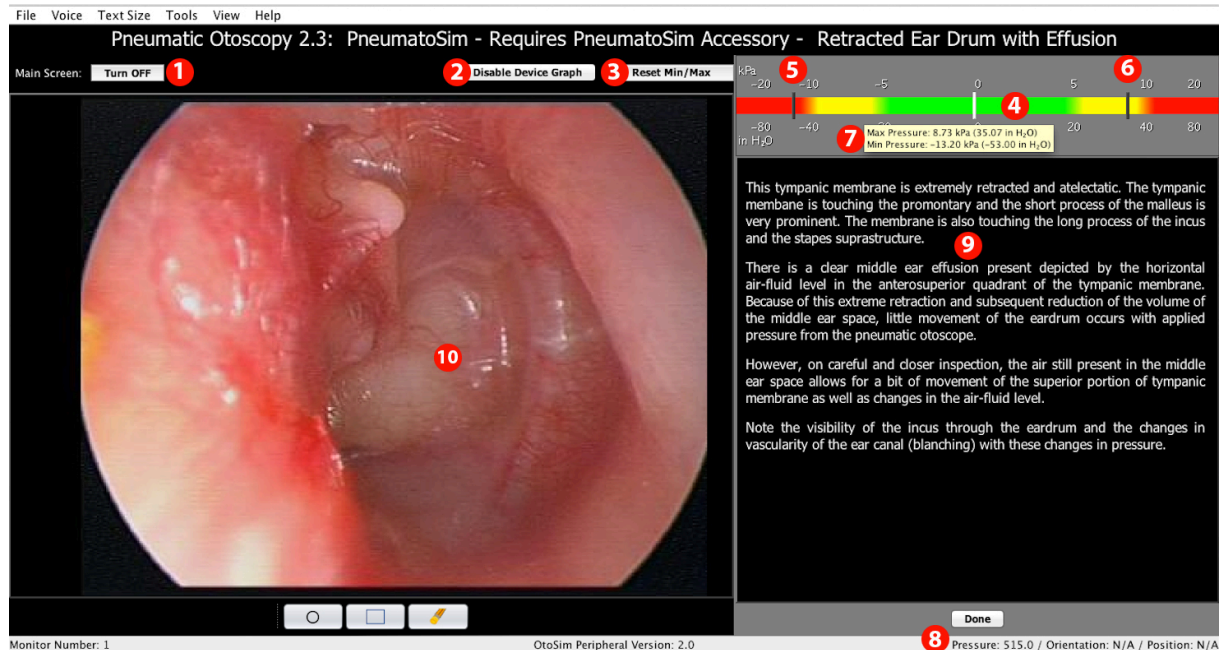 File Voice Text Size Tools View Help
Pneumatic Otoscopy 2.3: PneumatoSim - Requires PneumatoSim Accessory - Retracted Ear Drum with Effusion
Main Screen: Turn OFF 1 2 Disable Device Graph 3 Reset Min/Max
kPa 5 6
-20 -10 -5 0 5 10 20
4
-80 -40 20 40 80
in H₂O 7 Max Pressure: 8.73 kPa (35.07 in H₂O)
Min Pressure: -13.20 kPa (-53.00 in H₂O)
This tympanic membrane is extremely retracted and atelectatic. The tympanic
membane is touching the promontary and the short process of the malleus is
very prominent. The membrane is also touching the long process of the incus
and the stapes suprastructure.
9
There is a clear middle ear effusion present depicted by the horizontal
air-fluid level in the anterosuperior quadrant of the tympanic membrane.
Because of this extreme retraction and subsequent reduction of the volume of
the middle ear space, little movement of the eardrum occurs with applied
pressure from the pneumatic otoscope.
However, on careful and closer inspection, the air still present in the middle
ear space allows for a bit of movement of the superior portion of tympanic
membrane as well as changes in the air-fluid level.
Note the visibility of the incus through the eardrum and the changes in
vascularity of the ear canal (blanching) with these changes in pressure.
10
Done
Monitor Number: 1 OtoSim Peripheral Version: 2.0 8 Pressure: 515.0 / Orientation: N/A / Position: N/A